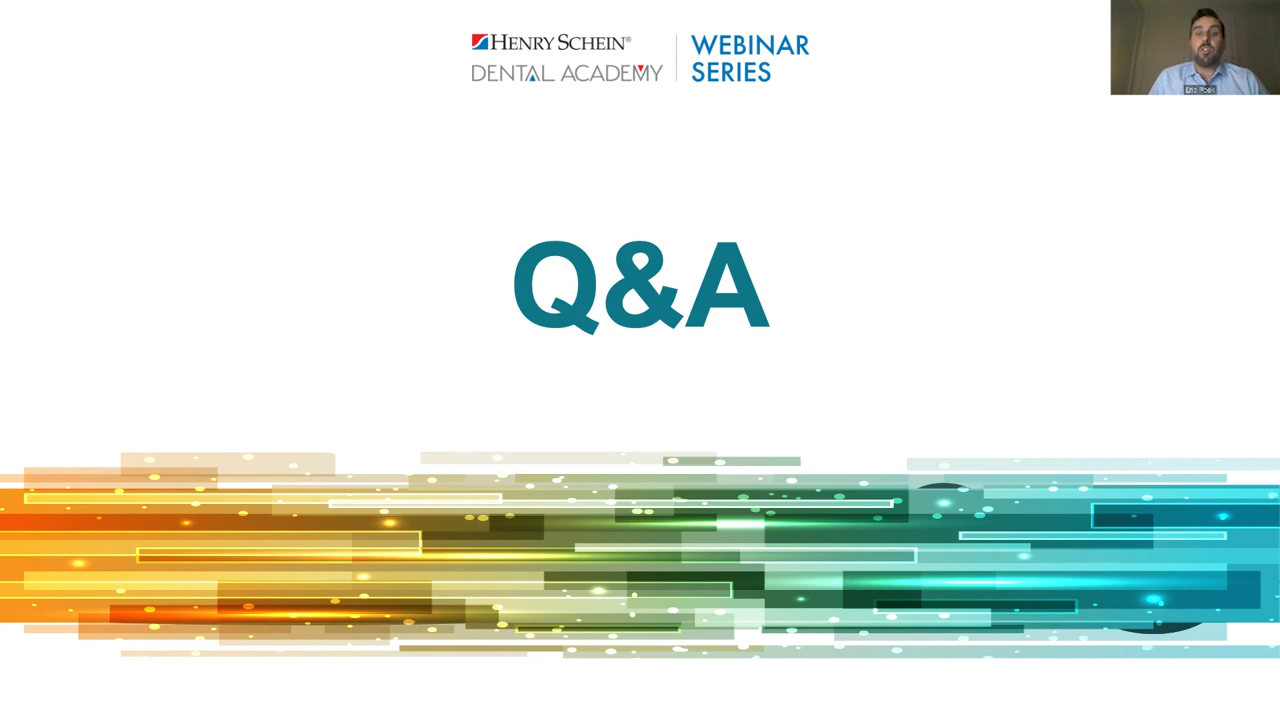 HENRY SCHEIN®
DENTAL ACADEMY
WEBINAR
SERIES
Q&A